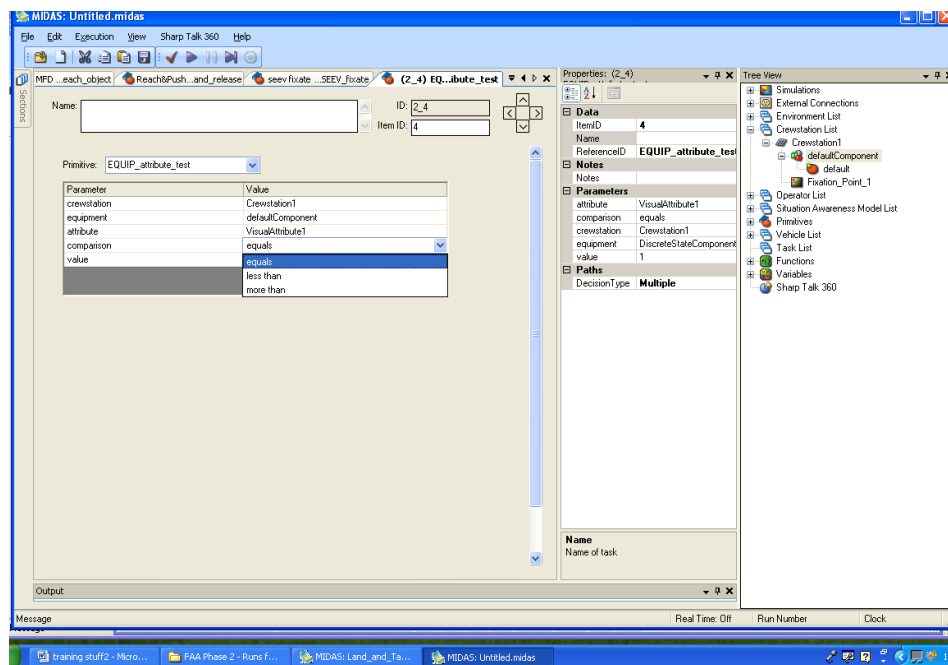 MIDAS: Untitled.midas
File Edit Execution View Sharp Talk 360 Help
MFD ...each_object Reach&Push...and_release seev fixate ...SEEV_fixate (2_4) EQ...ibute_test
Sections
Name: ID: 2_4
Item ID: 4
Primitive: EQUIP_attribute_test
Parameter Value
crewstation Crewstation1
equipment defaultComponent
attribute VisualAttribute1
comparison equals
value equals
less than
more than
Properties: (2_4)
Data
ItemID 4
Name
ReferenceID EQUIP_attribute_test
Notes
Notes
Parameters
attribute VisualAttribute1
comparison equals
crewstation Crewstation1
equipment DiscreteStateComponent
value 1
Paths
DecisionType Multiple
Name
Name of task
Tree View
Simulations
External Connections
Environment List
Crewstation List
Crewstation1
defaultComponent
default
Fixation_Point_1
Operator List
Situation Awareness Model List
Primitives
Vehicle List
Task List
Functions
Variables
Sharp Talk 360
Output
Message Real Time: Off Run Number Clock
training stuff2 - Micro... FAA Phase 2 - Runs f... MIDAS: Land_and_Ta... MIDAS: Untitled.midas